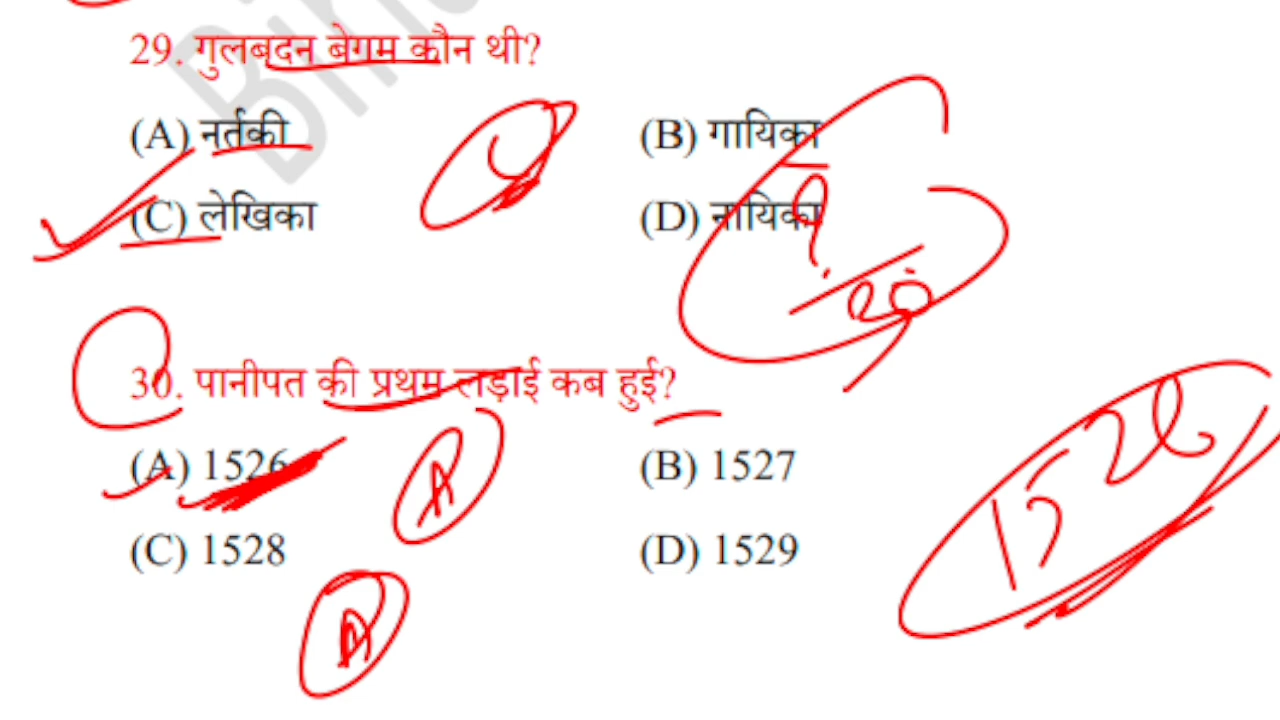 29. गुलबदन बेगम कौन थी?
(A) नर्तकी (B) गायिका
(C) लेखिका (D) नायिका
30. पानीपत की प्रथम लड़ाई कब हुई?
(A) 1526 (B) 1527
A
1526
(C) 1528 (D) 1529
A